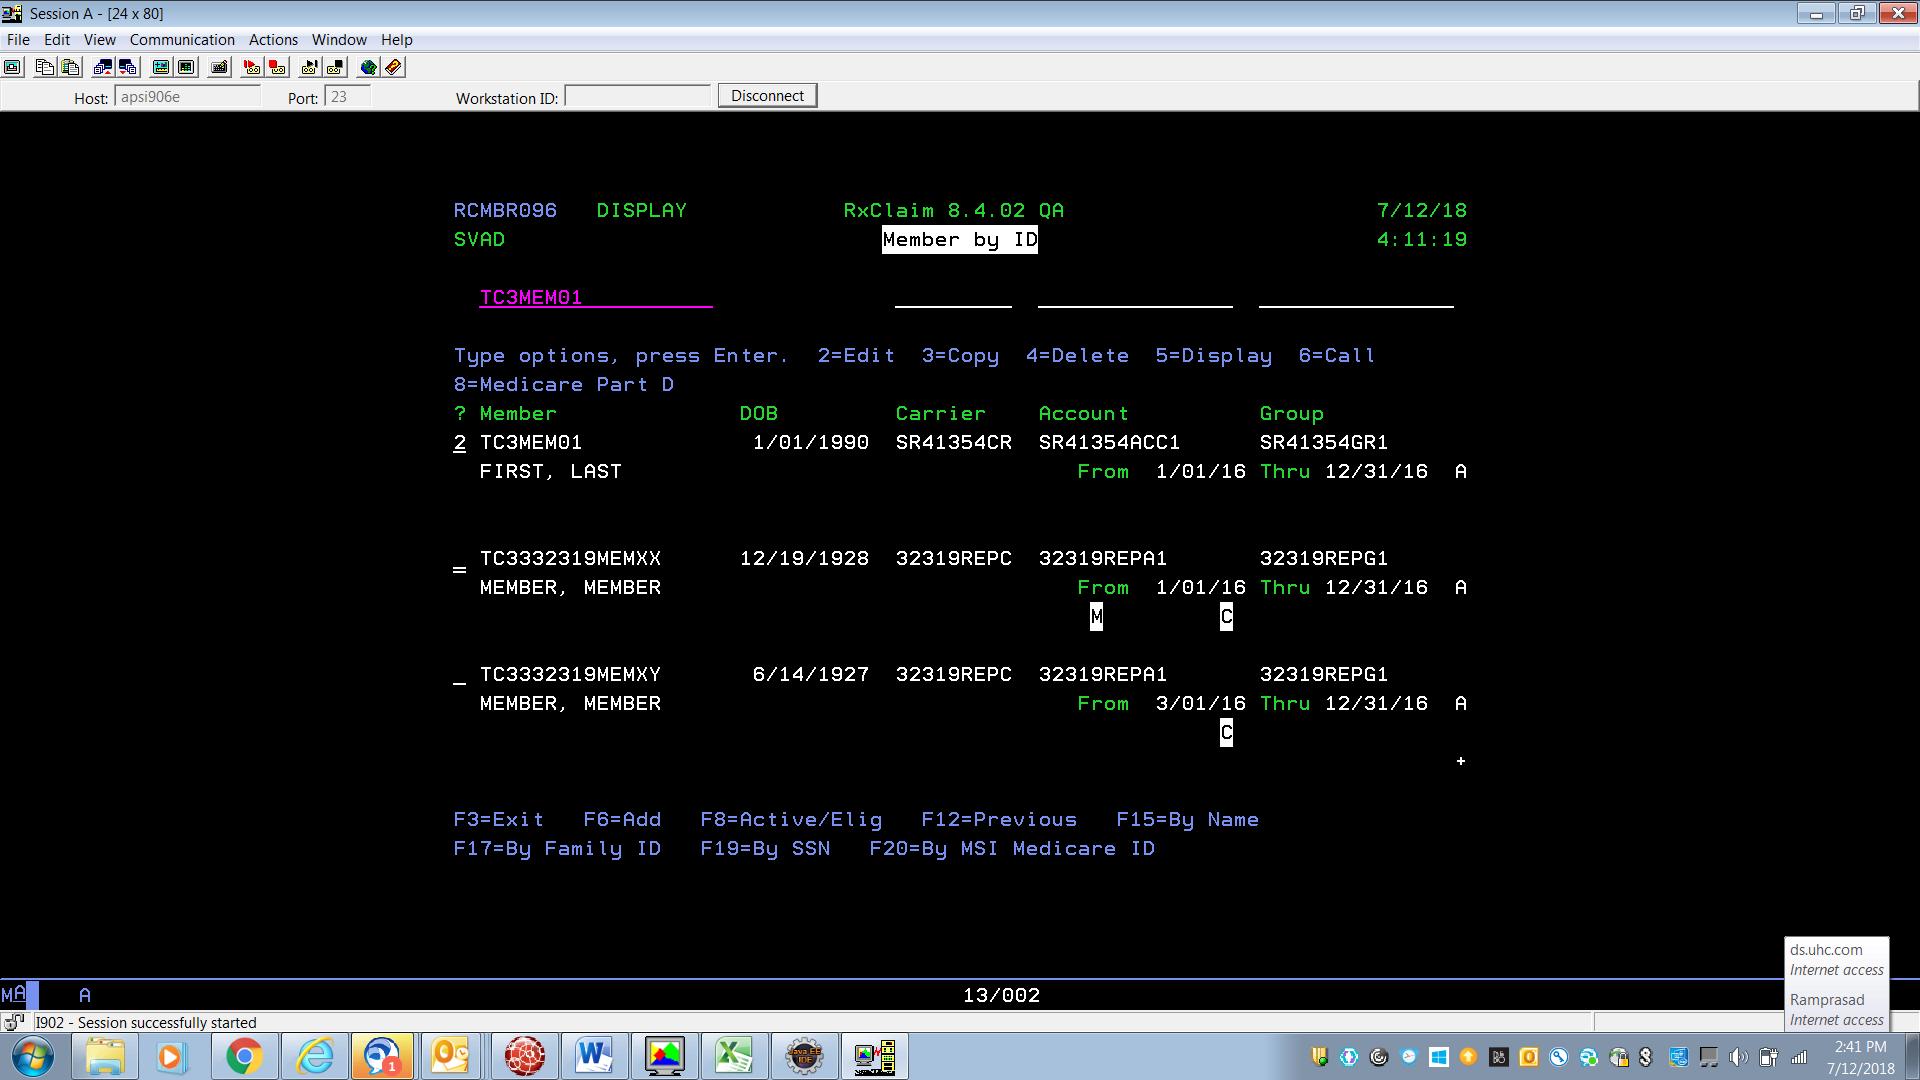 Session A - [24 x 80]
File Edit View Communication Actions Window Help
Host: apsi906e Port: 23 Workstation ID: Disconnect
RCMBR096 DISPLAY RxClaim 8.4.02 QA 7/12/18
SVAD Member by ID 4:11:19
TC3MEM01
Type options, press Enter. 2=Edit 3=Copy 4=Delete 5=Display 6=Call
8=Medicare Part D
? Member DOB Carrier Account Group
2 TC3MEM01 1/01/1990 SR41354CR SR41354ACC1 SR41354GR1
FIRST, LAST From 1/01/16 Thru 12/31/16 A
TC3332319MEMXX 12/19/1928 32319REPC 32319REPA1 32319REPG1
MEMBER, MEMBER From 1/01/16 Thru 12/31/16 A
M C
TC3332319MEMXY 6/14/1927 32319REPC 32319REPA1 32319REPG1
MEMBER, MEMBER From 3/01/16 Thru 12/31/16 A
C
+
F3=Exit F6=Add F8=Active/Elig F12=Previous F15=By Name
F17=By Family ID F19=By SSN F20=By MSI Medicare ID
ds.uhc.com
Internet access
Ramprasad
Internet access
MA A 13/002
I902 - Session successfully started
2:41 PM
7/12/2018